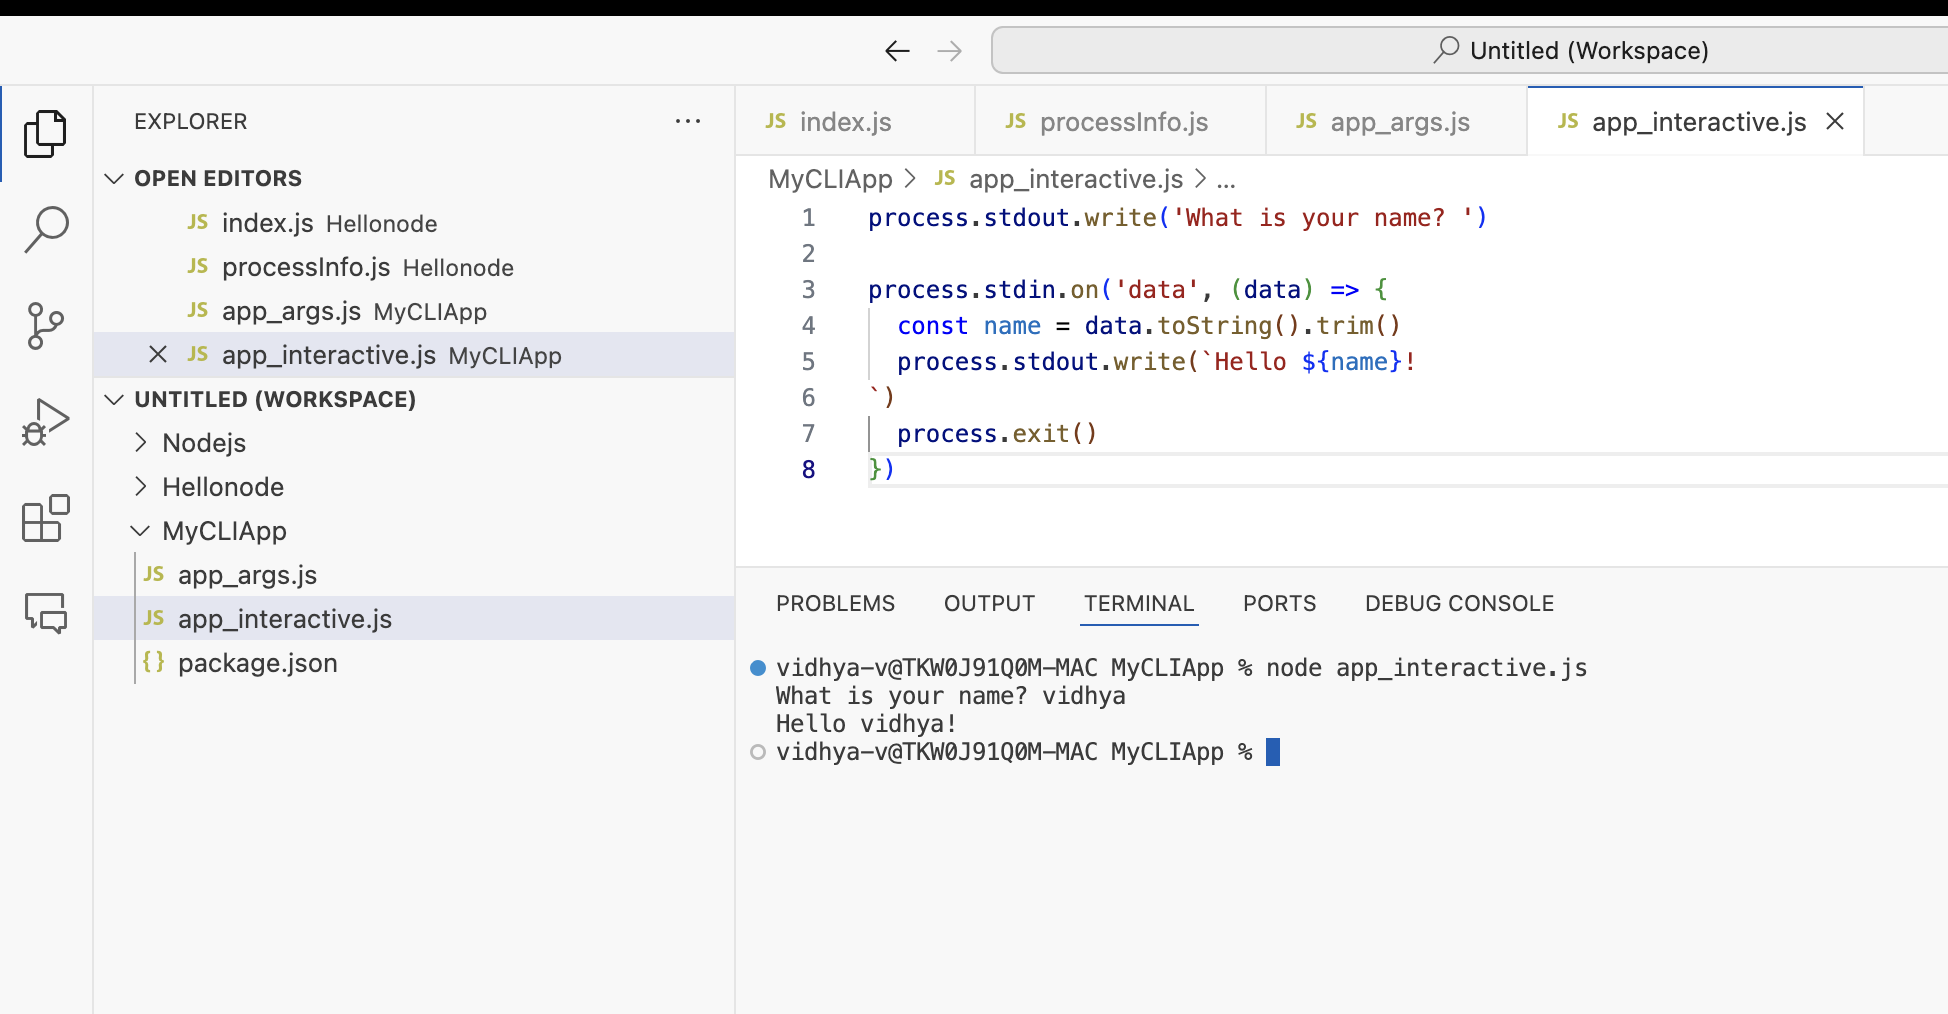 Untitled (Workspace)
EXPLORER
...
OPEN EDITORS
JS index.js Hellonode
JS processInfo.js Hellonode
JS app_args.js MyCLIApp
JS app_interactive.js MyCLIApp
UNTITLED (WORKSPACE)
Nodejs
Hellonode
MyCLIApp
JS app_args.js
JS app_interactive.js
{} package.json
JS index.js
JS processInfo.js
JS app_args.js
JS app_interactive.js
MyCLIApp > JS app_interactive.js > ...
1 process.stdout.write('What is your name? ')
2
3 process.stdin.on('data', (data) => {
4 const name = data.toString().trim()
5 process.stdout.write(`Hello ${name}!
6 `)
7 process.exit()
8 })
PROBLEMS OUTPUT TERMINAL PORTS DEBUG CONSOLE
vidhya-v@TKW0J91Q0M-MAC MyCLIApp % node app_interactive.js
What is your name? vidhya
Hello vidhya!
vidhya-v@TKW0J91Q0M-MAC MyCLIApp %